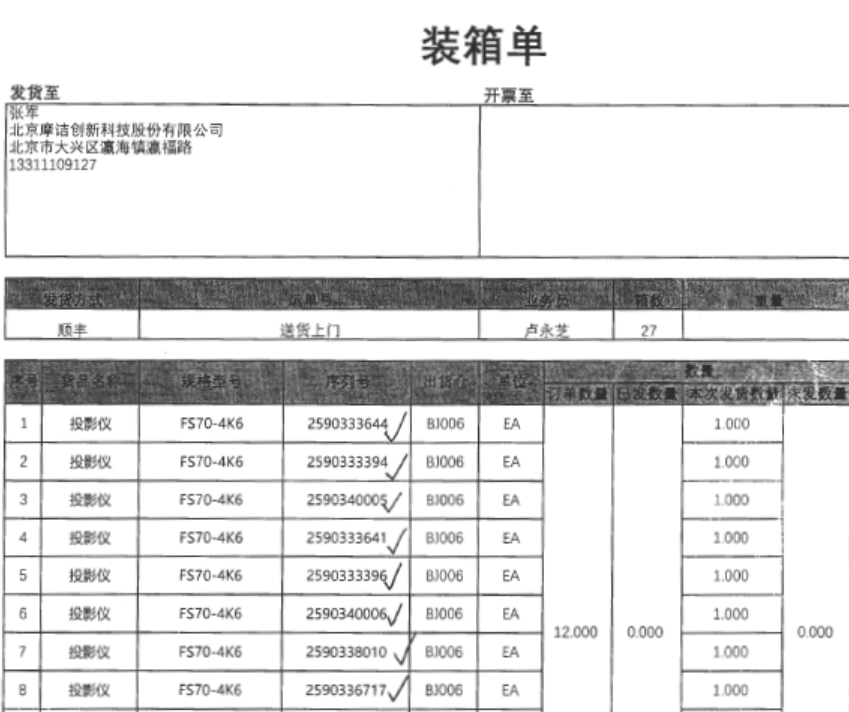 装箱单
发货至
开票至
张军
北京摩诘创新科技股份有限公司
北京市大兴区瀛海镇瀛福路
13311109127
发货方式 运单号 业务员 箱数 重量
顺丰 送货上门 卢永芝 27
序号 货品名称 规格型号 序列号 出货仓 单位 数量
订单数量 已发数量 本次发货数量 未发数量
1 投影仪 FS70-4K6 2590333644 BJ006 EA 1.000
2 投影仪 FS70-4K6 2590333394 BJ006 EA 1.000
3 投影仪 FS70-4K6 2590340005 BJ006 EA 1.000
4 投影仪 FS70-4K6 2590333641 BJ006 EA 1.000
5 投影仪 FS70-4K6 2590333396 BJ006 EA 1.000
6 投影仪 FS70-4K6 2590340006 BJ006 EA 1.000
12.000 0.000 0.000
7 投影仪 FS70-4K6 2590338010 BJ006 EA 1.000
8 投影仪 FS70-4K6 2590336717 BJ006 EA 1.000